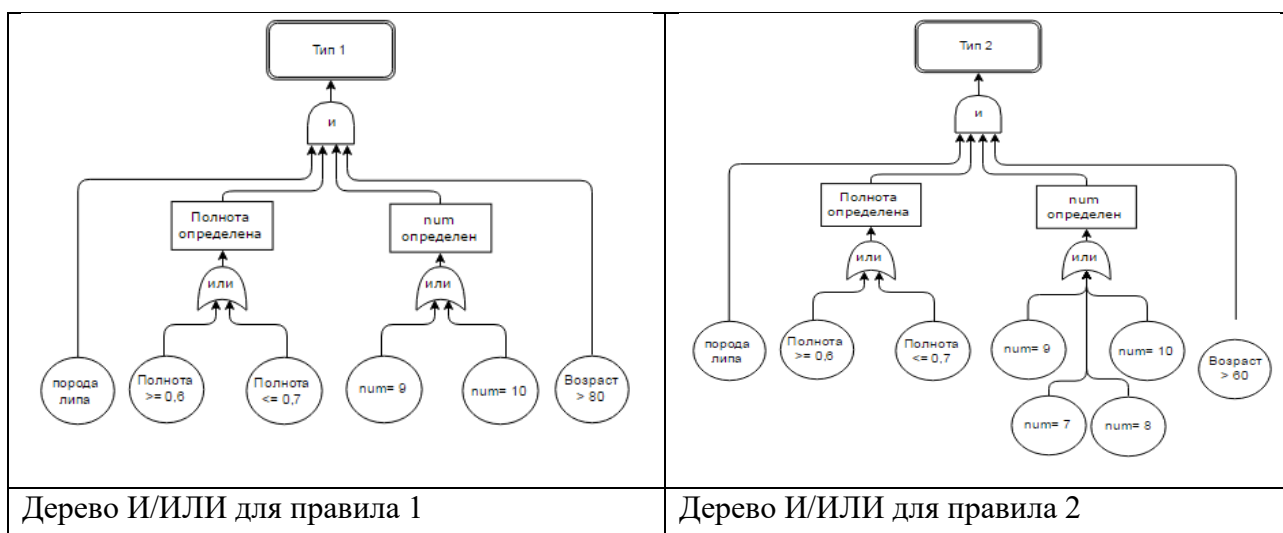 Тип 1
и
Полнота
определена
num
определен
или
или
порода
липа
Полнота
>= 0,6
Полнота
<= 0,7
num= 9
num= 10
Возраст
> 80
Дерево И/ИЛИ для правила 1
Тип 2
и
Полнота
определена
num
определен
или
или
порода
липа
Полнота
>= 0,6
Полнота
<= 0,7
num= 9
num= 10
Возраст
> 60
num= 7
num= 8
Дерево И/ИЛИ для правила 2